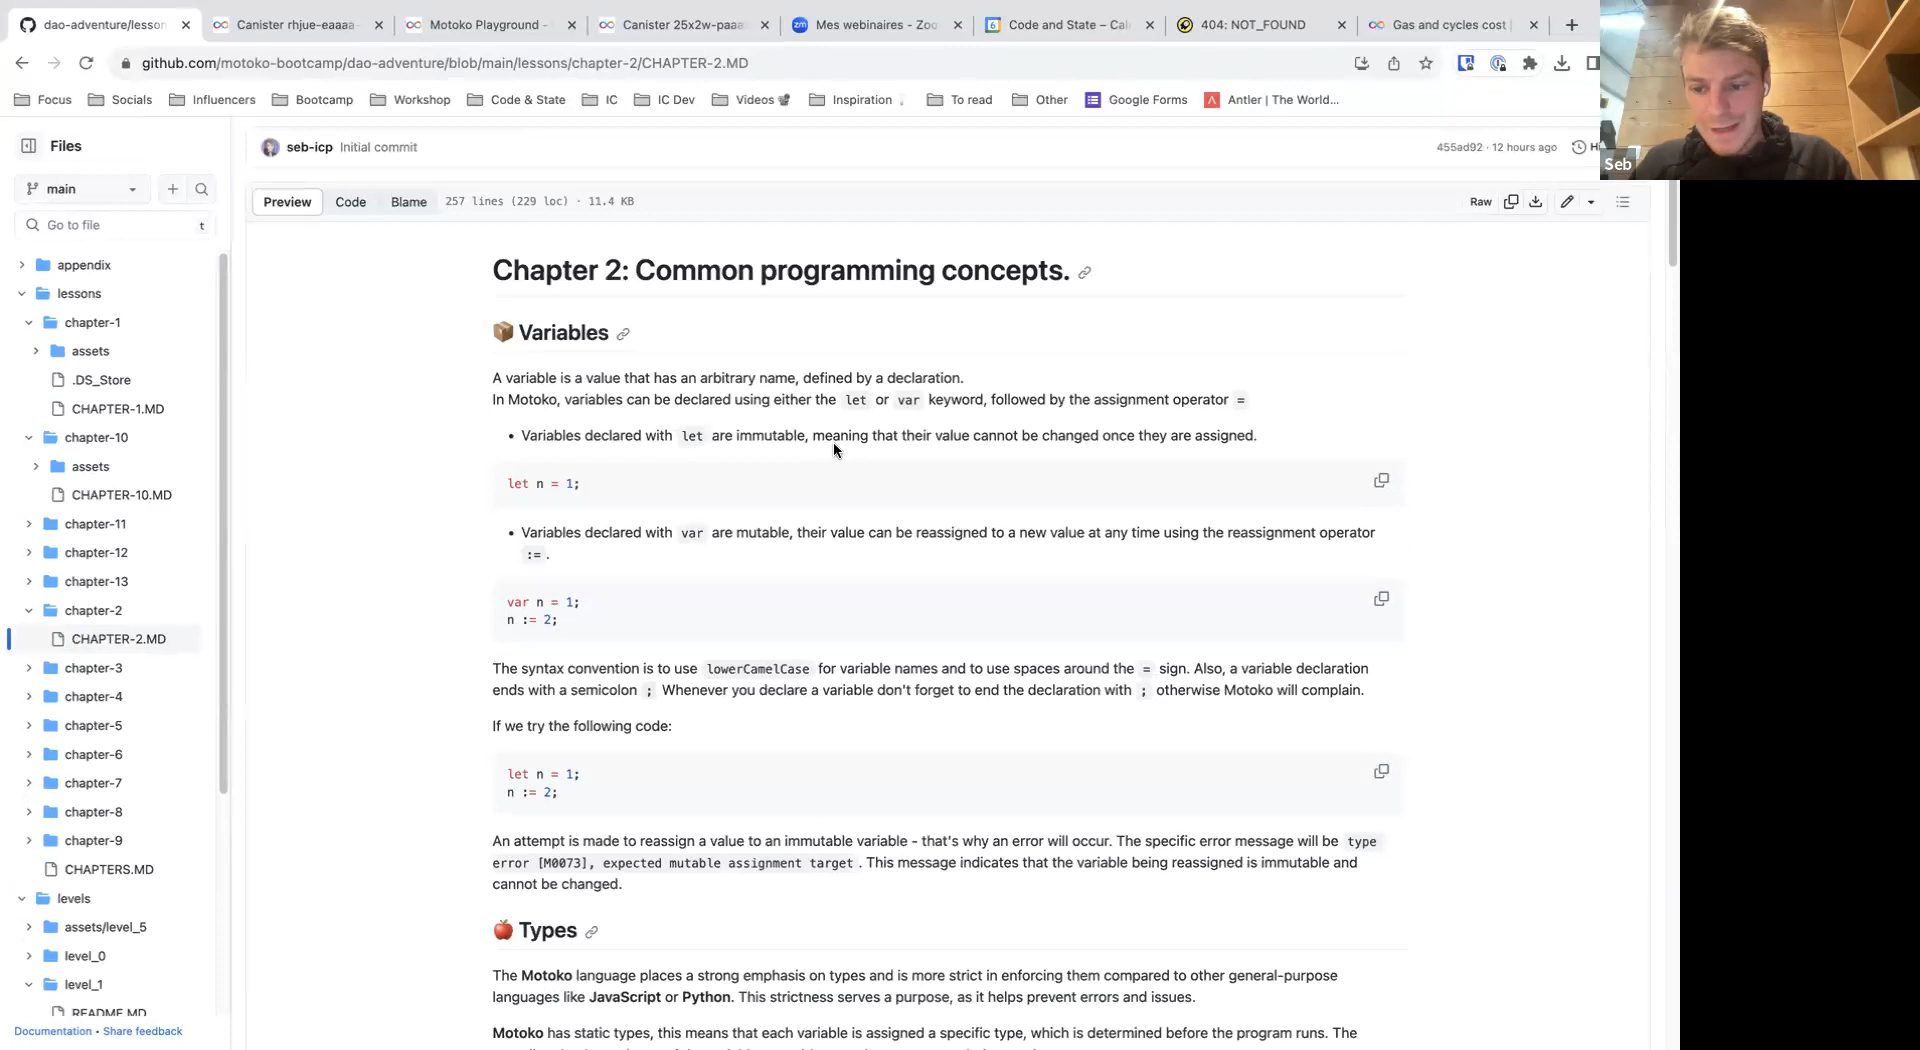 dao-adventure/lesson
Canister rhjue-eaaaa-
Motoko Playground -
Canister 25x2w-paaa
Mes webinaires - Zoo
Code and State – Cal
404: NOT_FOUND
Gas and cycles cost
github.com/motoko-bootcamp/dao-adventure/blob/main/lessons/chapter-2/CHAPTER-2.MD
Focus
Socials
Influencers
Bootcamp
Workshop
Code & State
IC
IC Dev
Videos
Inspiration
To read
Other
Google Forms
Antler | The World...
Seb
Files
main
Go to file
t
appendix
lessons
chapter-1
assets
.DS_Store
CHAPTER-1.MD
chapter-10
assets
CHAPTER-10.MD
chapter-11
chapter-12
chapter-13
chapter-2
CHAPTER-2.MD
chapter-3
chapter-4
chapter-5
chapter-6
chapter-7
chapter-8
chapter-9
CHAPTERS.MD
levels
assets/level_5
level_0
level_1
README.MD
Documentation • Share feedback
seb-icp Initial commit
455ad92 · 12 hours ago
Preview
Code
Blame
257 lines (229 loc) · 11.4 KB
Raw
Chapter 2: Common programming concepts.
📦 Variables
A variable is a value that has an arbitrary name, defined by a declaration.
In Motoko, variables can be declared using either the let or var keyword, followed by the assignment operator =
• Variables declared with let are immutable, meaning that their value cannot be changed once they are assigned.
let n = 1;
• Variables declared with var are mutable, their value can be reassigned to a new value at any time using the reassignment operator
:= .
var n = 1;
n := 2;
The syntax convention is to use lowerCamelCase for variable names and to use spaces around the = sign. Also, a variable declaration
ends with a semicolon ; Whenever you declare a variable don't forget to end the declaration with ; otherwise Motoko will complain.
If we try the following code:
let n = 1;
n := 2;
An attempt is made to reassign a value to an immutable variable - that's why an error will occur. The specific error message will be type
error [M0073], expected mutable assignment target . This message indicates that the variable being reassigned is immutable and
cannot be changed.
🍎 Types
The Motoko language places a strong emphasis on types and is more strict in enforcing them compared to other general-purpose
languages like JavaScript or Python. This strictness serves a purpose, as it helps prevent errors and issues.
Motoko has static types, this means that each variable is assigned a specific type, which is determined before the program runs. The